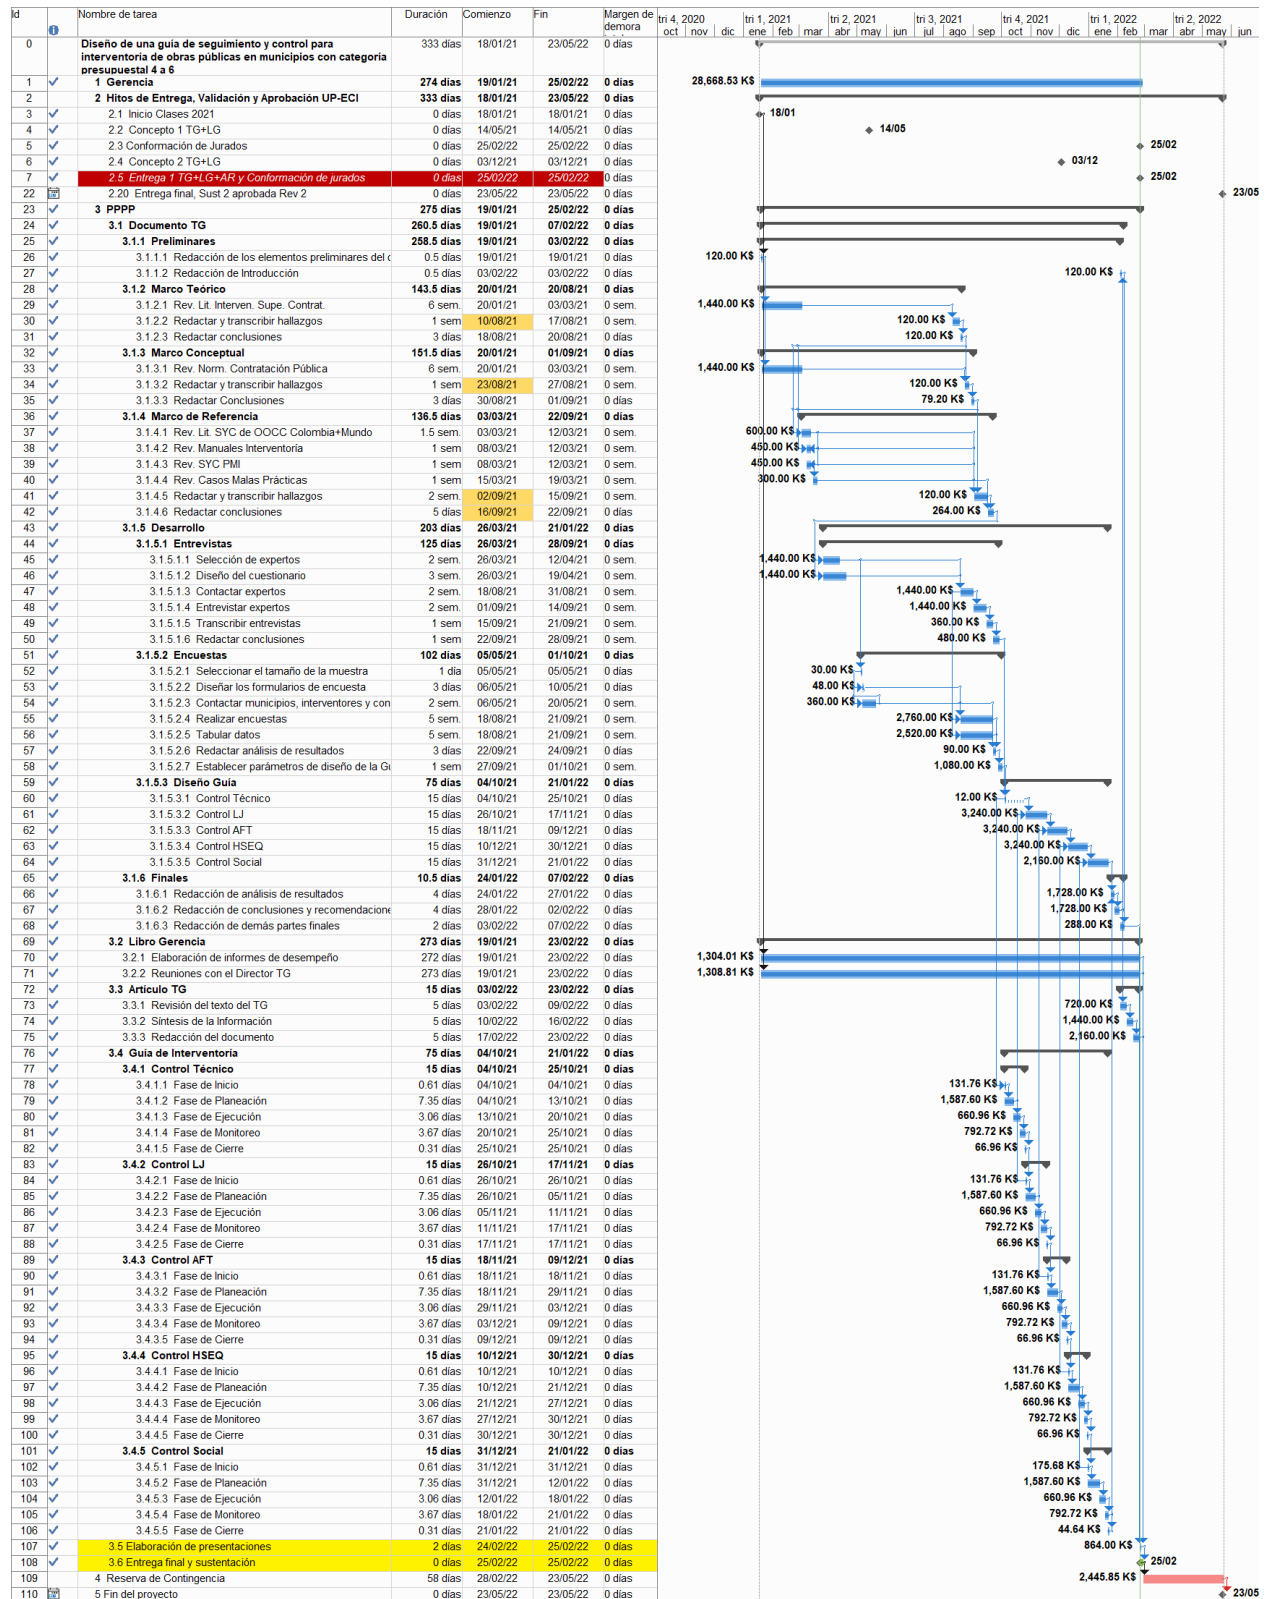 Id Nombre de tarea Duración Comienzo Fin Margen de demora tri 4, 2020 tri 1, 2021 tri 2, 2021 tri 3, 2021 tri 4, 2021 tri 1, 2022 tri 2, 2022
oct nov dic ene feb mar abr may jun jul ago sep oct nov dic ene feb mar abr may jun
0 Diseño de una guía de seguimiento y control para 333 días 18/01/21 23/05/22 0 días
interventoría de obras públicas en municipios con categoría
presupuestal 4 a 6
1 1 Gerencia 274 días 19/01/21 25/02/22 0 días 28,668.53 K$
2 2 Hitos de Entrega, Validación y Aprobación UP-ECI 333 días 18/01/21 23/05/22 0 días
3 2.1 Inicio Clases 2021 0 días 18/01/21 18/01/21 0 días 18/01
4 2.2 Concepto 1 TG+LG 0 días 14/05/21 14/05/21 0 días 14/05
5 2.3 Conformación de Jurados 0 días 25/02/22 25/02/22 0 días 25/02
6 2.4 Concepto 2 TG+LG 0 días 03/12/21 03/12/21 0 días 03/12
7 2.5 Entrega 1 TG+LG+AR y Conformación de jurados 0 días 25/02/22 25/02/22 0 días 25/02
22 2.20 Entrega final, Sust 2 aprobada Rev 2 0 días 23/05/22 23/05/22 0 días 23/05
23 3 PPPP 275 días 19/01/21 25/02/22 0 días
24 3.1 Documento TG 260.5 días 19/01/21 07/02/22 0 días
25 3.1.1 Preliminares 258.5 días 19/01/21 03/02/22 0 días
26 3.1.1.1 Redacción de los elementos preliminares del c 0.5 días 19/01/21 19/01/21 0 días 120.00 K$
27 3.1.1.2 Redacción de Introducción 0.5 días 03/02/22 03/02/22 0 días 120.00 K$
28 3.1.2 Marco Teórico 143.5 días 20/01/21 20/08/21 0 días
29 3.1.2.1 Rev. Lit. Interven. Supe. Contrat. 6 sem. 20/01/21 03/03/21 0 sem. 1,440.00 K$
30 3.1.2.2 Redactar y transcribir hallazgos 1 sem 10/08/21 17/08/21 0 sem. 120.00 K$
31 3.1.2.3 Redactar conclusiones 3 días 18/08/21 20/08/21 0 días 120.00 K$
32 3.1.3 Marco Conceptual 151.5 días 20/01/21 01/09/21 0 días
33 3.1.3.1 Rev. Norm. Contratación Pública 6 sem. 20/01/21 03/03/21 0 sem. 1,440.00 K$
34 3.1.3.2 Redactar y transcribir hallazgos 1 sem 23/08/21 27/08/21 0 sem. 120.00 K$
35 3.1.3.3 Redactar Conclusiones 3 días 30/08/21 01/09/21 0 días 79.20 K$
36 3.1.4 Marco de Referencia 136.5 días 03/03/21 22/09/21 0 días
37 3.1.4.1 Rev. Lit. SYC de OOCC Colombia+Mundo 1.5 sem. 03/03/21 12/03/21 0 sem. 600.00 K$
38 3.1.4.2 Rev. Manuales Interventoría 1 sem 08/03/21 12/03/21 0 sem. 450.00 K$
39 3.1.4.3 Rev. SYC PMI 1 sem 08/03/21 12/03/21 0 sem. 450.00 K$
40 3.1.4.4 Rev. Casos Malas Prácticas 1 sem 15/03/21 19/03/21 0 sem. 300.00 K$
41 3.1.4.5 Redactar y transcribir hallazgos 2 sem. 02/09/21 15/09/21 0 sem. 120.00 K$
42 3.1.4.6 Redactar conclusiones 5 días 16/09/21 22/09/21 0 días 264.00 K$
43 3.1.5 Desarrollo 203 días 26/03/21 21/01/22 0 días
44 3.1.5.1 Entrevistas 125 días 26/03/21 28/09/21 0 días
45 3.1.5.1.1 Selección de expertos 2 sem. 26/03/21 12/04/21 0 sem. 1,440.00 K$
46 3.1.5.1.2 Diseño del cuestionario 3 sem. 26/03/21 19/04/21 0 sem. 1,440.00 K$
47 3.1.5.1.3 Contactar expertos 2 sem. 18/08/21 31/08/21 0 sem. 1,440.00 K$
48 3.1.5.1.4 Entrevistar expertos 2 sem. 01/09/21 14/09/21 0 sem. 1,440.00 K$
49 3.1.5.1.5 Transcribir entrevistas 1 sem 15/09/21 21/09/21 0 sem. 360.00 K$
50 3.1.5.1.6 Redactar conclusiones 1 sem 22/09/21 28/09/21 0 sem. 480.00 K$
51 3.1.5.2 Encuestas 102 días 05/05/21 01/10/21 0 días
52 3.1.5.2.1 Seleccionar el tamaño de la muestra 1 día 05/05/21 05/05/21 0 días 30.00 K$
53 3.1.5.2.2 Diseñar los formularios de encuesta 3 días 06/05/21 10/05/21 0 días 48.00 K$
54 3.1.5.2.3 Contactar municipios, interventores y con 2 sem. 06/05/21 20/05/21 0 sem. 360.00 K$
55 3.1.5.2.4 Realizar encuestas 5 sem. 18/08/21 21/09/21 0 sem. 2,760.00 K$
56 3.1.5.2.5 Tabular datos 5 sem. 18/08/21 21/09/21 0 sem. 2,520.00 K$
57 3.1.5.2.6 Redactar análisis de resultados 3 días 22/09/21 24/09/21 0 días 90.00 K$
58 3.1.5.2.7 Establecer parámetros de diseño de la Gu 1 sem 27/09/21 01/10/21 0 sem. 1,080.00 K$
59 3.1.5.3 Diseño Guía 75 días 04/10/21 21/01/22 0 días
60 3.1.5.3.1 Control Técnico 15 días 04/10/21 25/10/21 0 días 12.00 K$
61 3.1.5.3.2 Control LJ 15 días 26/10/21 17/11/21 0 días 3,240.00 K$
62 3.1.5.3.3 Control AFT 15 días 18/11/21 09/12/21 0 días 3,240.00 K$
63 3.1.5.3.4 Control HSEQ 15 días 10/12/21 30/12/21 0 días 3,240.00 K$
64 3.1.5.3.5 Control Social 15 días 31/12/21 21/01/22 0 días 2,160.00 K$
65 3.1.6 Finales 10.5 días 24/01/22 07/02/22 0 días
66 3.1.6.1 Redacción de análisis de resultados 4 días 24/01/22 27/01/22 0 días 1,728.00 K$
67 3.1.6.2 Redacción de conclusiones y recomendacione 4 días 28/01/22 02/02/22 0 días 1,728.00 K$
68 3.1.6.3 Redacción de demás partes finales 2 días 03/02/22 07/02/22 0 días 288.00 K$
69 3.2 Libro Gerencia 273 días 19/01/21 23/02/22 0 días
70 3.2.1 Elaboración de informes de desempeño 272 días 19/01/21 23/02/22 0 días 1,304.01 K$
71 3.2.2 Reuniones con el Director TG 273 días 19/01/21 23/02/22 0 días 1,308.81 K$
72 3.3 Artículo TG 15 días 03/02/22 23/02/22 0 días
73 3.3.1 Revisión del texto del TG 5 días 03/02/22 09/02/22 0 días 720.00 K$
74 3.3.2 Síntesis de la Información 5 días 10/02/22 16/02/22 0 días 1,440.00 K$
75 3.3.3 Redacción del documento 5 días 17/02/22 23/02/22 0 días 2,160.00 K$
76 3.4 Guía de Interventoría 75 días 04/10/21 21/01/22 0 días
77 3.4.1 Control Técnico 15 días 04/10/21 25/10/21 0 días
78 3.4.1.1 Fase de Inicio 0.61 días 04/10/21 04/10/21 0 días 131.76 K$
79 3.4.1.2 Fase de Planeación 7.35 días 04/10/21 13/10/21 0 días 1,587.60 K$
80 3.4.1.3 Fase de Ejecución 3.06 días 13/10/21 20/10/21 0 días 660.96 K$
81 3.4.1.4 Fase de Monitoreo 3.67 días 20/10/21 25/10/21 0 días 792.72 K$
82 3.4.1.5 Fase de Cierre 0.31 días 25/10/21 25/10/21 0 días 66.96 K$
83 3.4.2 Control LJ 15 días 26/10/21 17/11/21 0 días
84 3.4.2.1 Fase de Inicio 0.61 días 26/10/21 26/10/21 0 días 131.76 K$
85 3.4.2.2 Fase de Planeación 7.35 días 26/10/21 05/11/21 0 días 1,587.60 K$
86 3.4.2.3 Fase de Ejecución 3.06 días 05/11/21 11/11/21 0 días 660.96 K$
87 3.4.2.4 Fase de Monitoreo 3.67 días 11/11/21 17/11/21 0 días 792.72 K$
88 3.4.2.5 Fase de Cierre 0.31 días 17/11/21 17/11/21 0 días 66.96 K$
89 3.4.3 Control AFT 15 días 18/11/21 09/12/21 0 días
90 3.4.3.1 Fase de Inicio 0.61 días 18/11/21 18/11/21 0 días 131.76 K$
91 3.4.3.2 Fase de Planeación 7.35 días 18/11/21 29/11/21 0 días 1,587.60 K$
92 3.4.3.3 Fase de Ejecución 3.06 días 29/11/21 03/12/21 0 días 660.96 K$
93 3.4.3.4 Fase de Monitoreo 3.67 días 03/12/21 09/12/21 0 días 792.72 K$
94 3.4.3.5 Fase de Cierre 0.31 días 09/12/21 09/12/21 0 días 66.96 K$
95 3.4.4 Control HSEQ 15 días 10/12/21 30/12/21 0 días
96 3.4.4.1 Fase de Inicio 0.61 días 10/12/21 10/12/21 0 días 131.76 K$
97 3.4.4.2 Fase de Planeación 7.35 días 10/12/21 21/12/21 0 días 1,587.60 K$
98 3.4.4.3 Fase de Ejecución 3.06 días 21/12/21 27/12/21 0 días 660.96 K$
99 3.4.4.4 Fase de Monitoreo 3.67 días 27/12/21 30/12/21 0 días 792.72 K$
100 3.4.4.5 Fase de Cierre 0.31 días 30/12/21 30/12/21 0 días 66.96 K$
101 3.4.5 Control Social 15 días 31/12/21 21/01/22 0 días
102 3.4.5.1 Fase de Inicio 0.61 días 31/12/21 31/12/21 0 días 175.68 K$
103 3.4.5.2 Fase de Planeación 7.35 días 31/12/21 12/01/22 0 días 1,587.60 K$
104 3.4.5.3 Fase de Ejecución 3.06 días 12/01/22 18/01/22 0 días 660.96 K$
105 3.4.5.4 Fase de Monitoreo 3.67 días 18/01/22 21/01/22 0 días 792.72 K$
106 3.4.5.5 Fase de Cierre 0.31 días 21/01/22 21/01/22 0 días 44.64 K$
107 3.5 Elaboración de presentaciones 2 días 24/02/22 25/02/22 0 días 864.00 K$
108 3.6 Entrega final y sustentación 0 días 25/02/22 25/02/22 0 días 25/02
109 4 Reserva de Contingencia 58 días 28/02/22 23/05/22 0 días 2,445.85 K$
110 5 Fin del proyecto 0 días 23/05/22 23/05/22 0 días 23/05